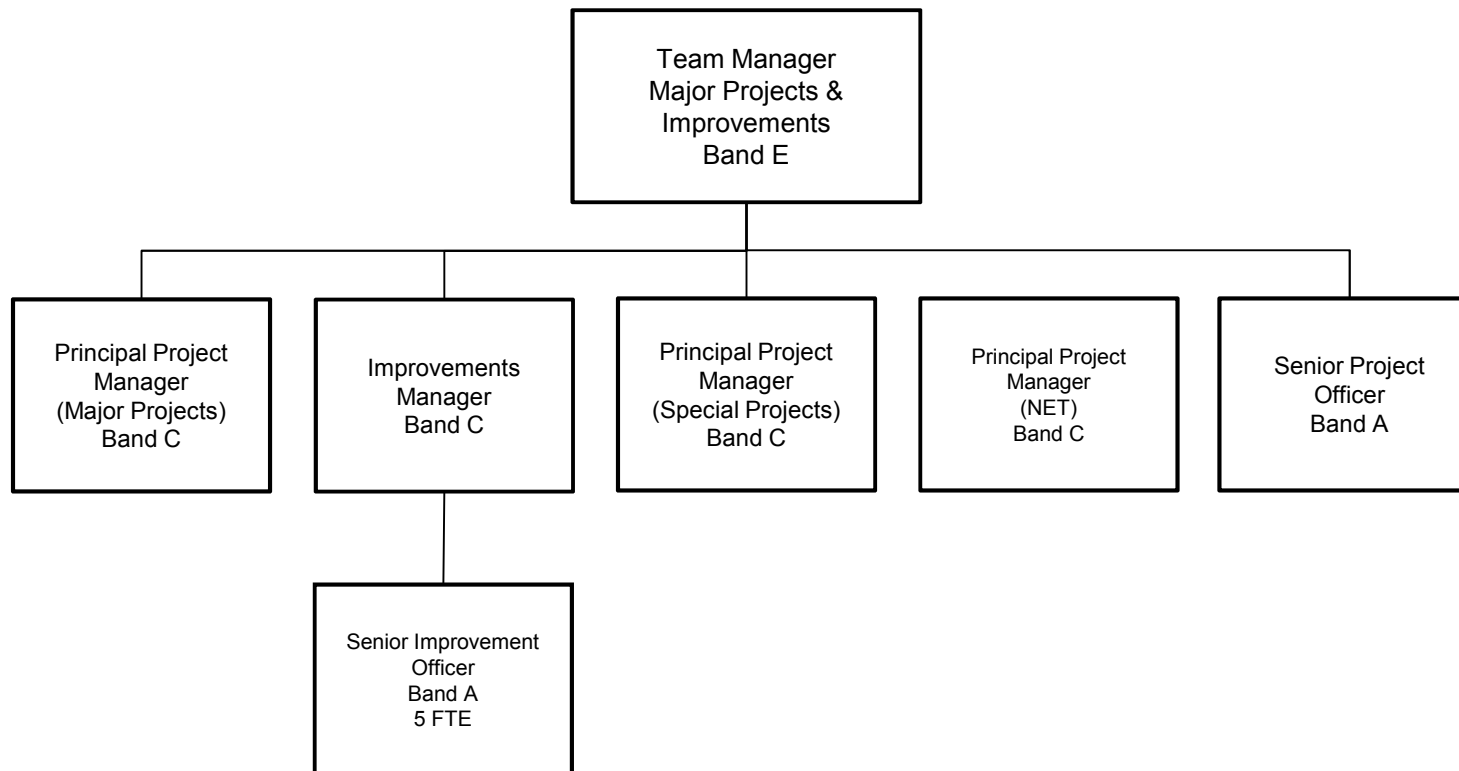 Team Manager
Major Projects &
Improvements
Band E
Principal Project
Manager
(Major Projects)
Band C
Improvements
Manager
Band C
Principal Project
Manager
(Special Projects)
Band C
Principal Project
Manager
(NET)
Band C
Senior Project
Officer
Band A
Senior Improvement
Officer
Band A
5 FTE